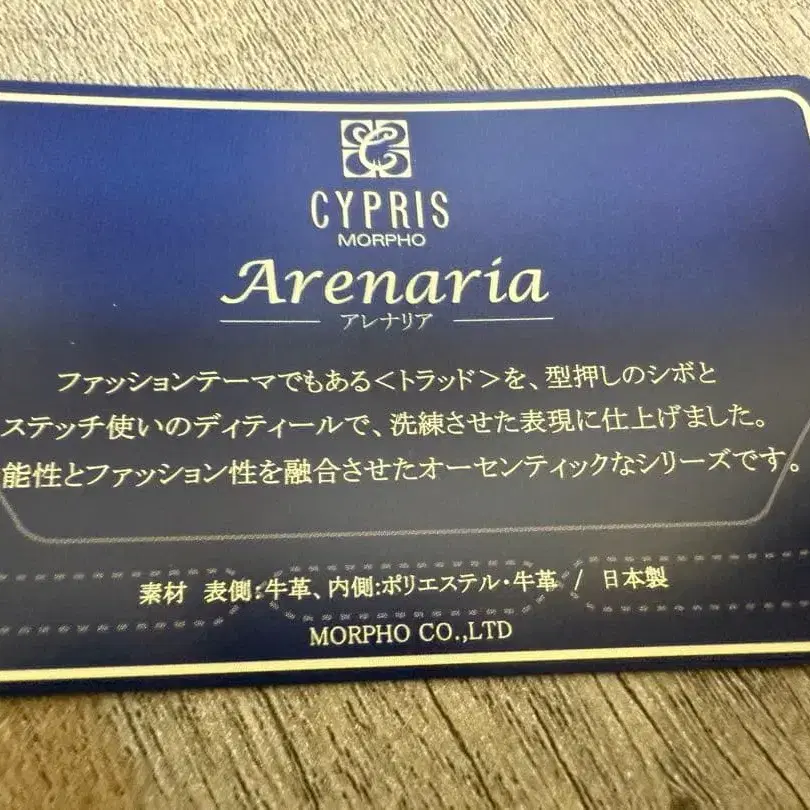 CYPRIS
MORPHO
Arenaria
アレナリア
ファッションテーマでもある<トラッド>を、型押しのシボと
ステッチ使いのディティールで、洗練させた表現に仕上げました。
能性とファッション性を融合させたオーセンティックなシリーズです。
素材 表側:牛革、内側:ポリエステル・牛革 / 日本製
MORPHO CO.,LTD